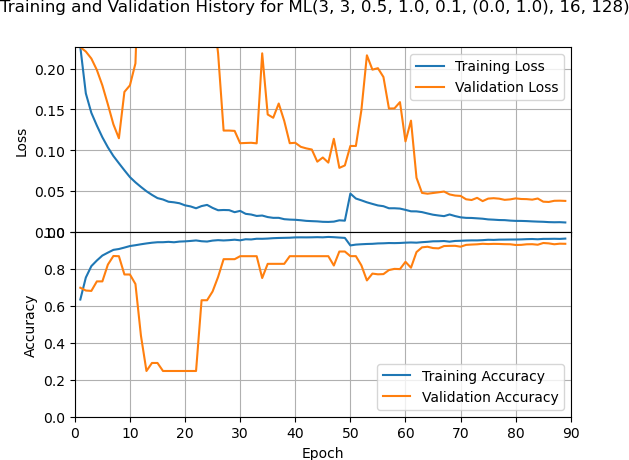 Training and Validation History for ML(3, 3, 0.5, 1.0, 0.1, (0.0, 1.0), 16, 128)
0.20
0.15
0.10
0.05
0.00
Loss
Training Loss
Validation Loss
1.0
0.8
0.6
0.4
0.2
0.0
Accuracy
Training Accuracy
Validation Accuracy
0 10 20 30 40 50 60 70 80 90
Epoch